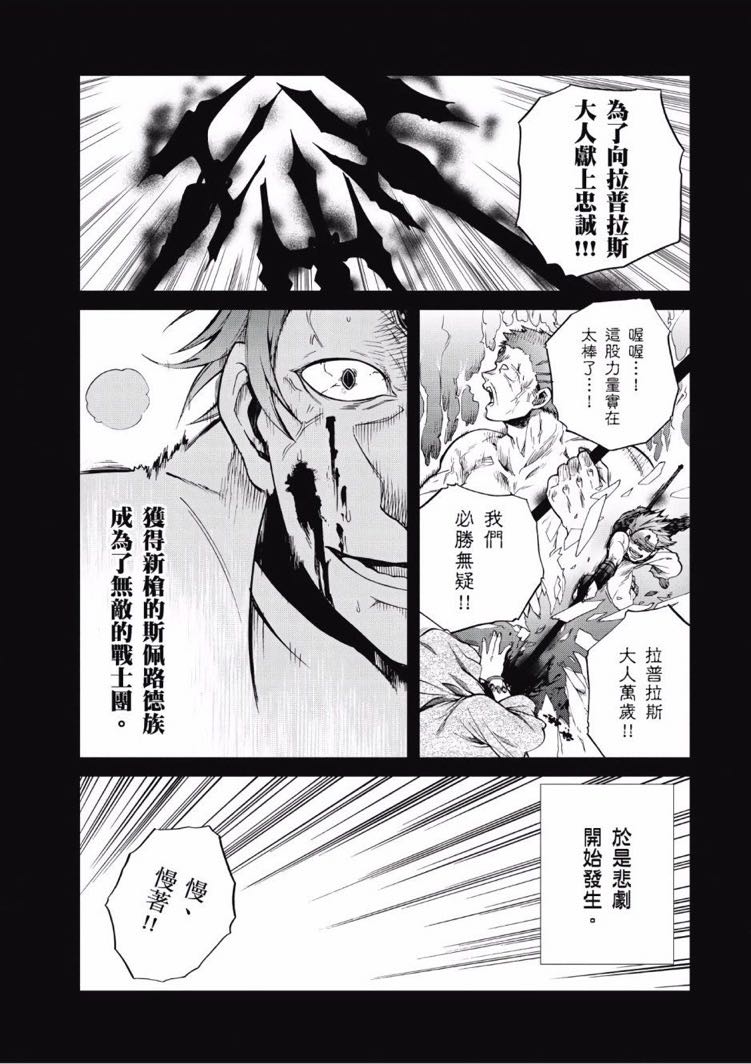 為了向拉普拉斯
大人獻上忠誠!!!
喔喔…!
這股力量實在
太棒了…!
我們
必勝無疑!!
拉普拉斯
大人萬歲!!
獲得新槍的斯佩路德族
成為了無敵的戰士團。
於是悲劇
開始發生。
慢、
慢著!!